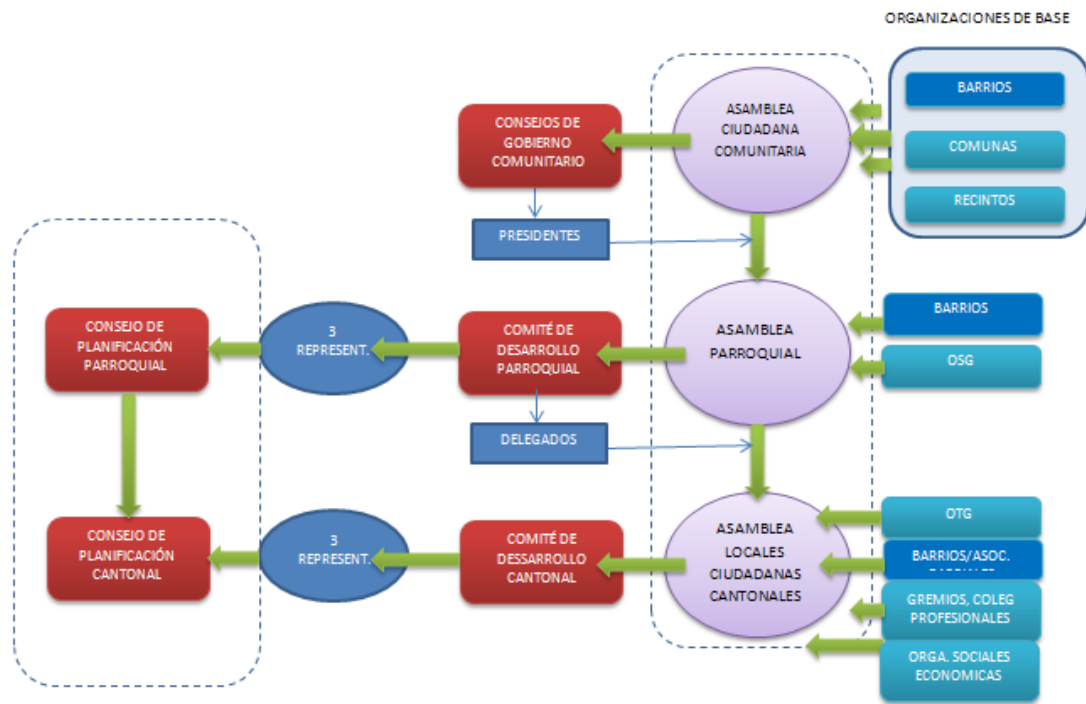 ORGANIZACIONES DE BASE
BARRIOS
COMUNAS
RECINTOS
ASAMBLEA
CIUDADANA
COMUNITARIA
CONSEJOS DE
GOBIERNO
COMUNITARIO
PRESIDENTES
BARRIOS
OSG
ASAMBLEA
PARROQUIAL
COMITÉ DE
DESARROLLO
PARROQUIAL
3
REPRESENT.
CONSEJO DE
PLANIFICACIÓN
PARROQUIAL
DELEGADOS
OTG
BARRIOS/ASOC.
GREMIOS, COLEG
PROFESIONALES
ORGA. SOCIALES
ECONOMICAS
ASAMBLEA
LOCALES
CIUDADANAS
CANTONALES
COMITÉ DE
DESSARROLLO
CANTONAL
3
REPRESENT.
CONSEJO DE
PLANIFICACIÓN
CANTONAL